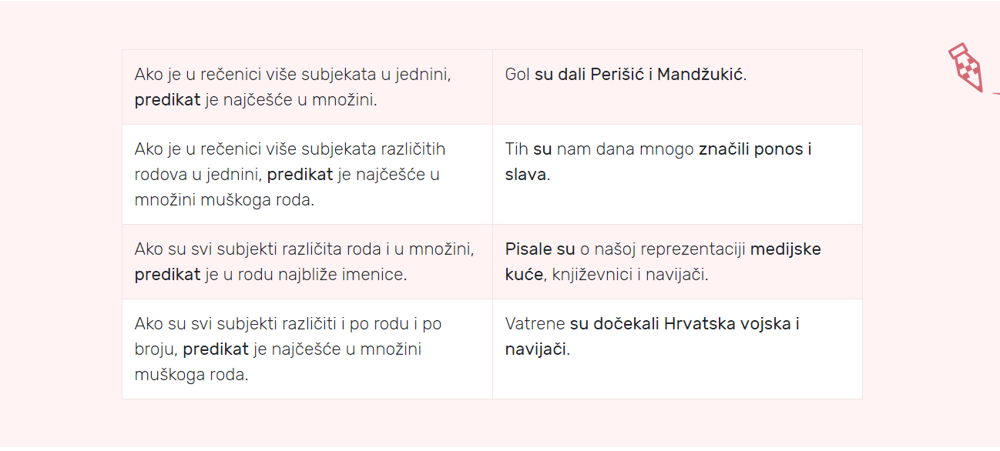 Ako je u rečenici više subjekata u jednini,
predikat je najčešće u množini.
Gol su dali Perišić i Mandžukić.
Ako je u rečenici više subjekata različitih
rodova u jednini, predikat je najčešće u
množini muškoga roda.
Tih su nam dana mnogo značili ponos i
slava.
Ako su svi subjekti različita roda i u množini,
predikat je u rodu najbliže imenice.
Pisale su o našoj reprezentaciji medijske
kuće, književnici i navijači.
Ako su svi subjekti različiti i po rodu i po
broju, predikat je najčešće u množini
muškoga roda.
Vatrene su dočekali Hrvatska vojska i
navijači.